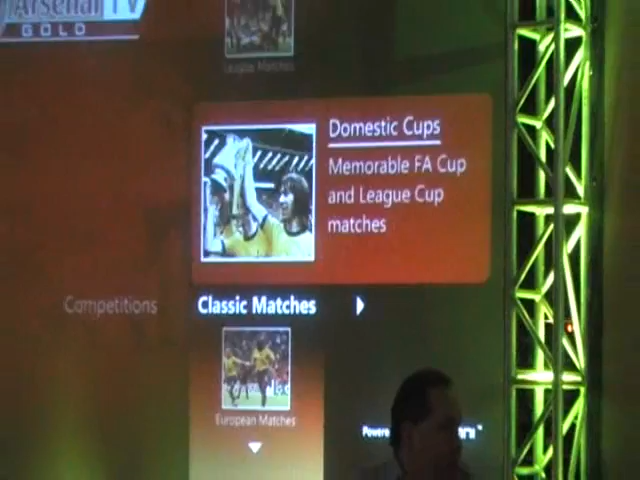 Arsenal TV
GOLD
League Matches
Domestic Cups
Memorable FA Cup
and League Cup
matches
Competitions
Classic Matches
European Matches